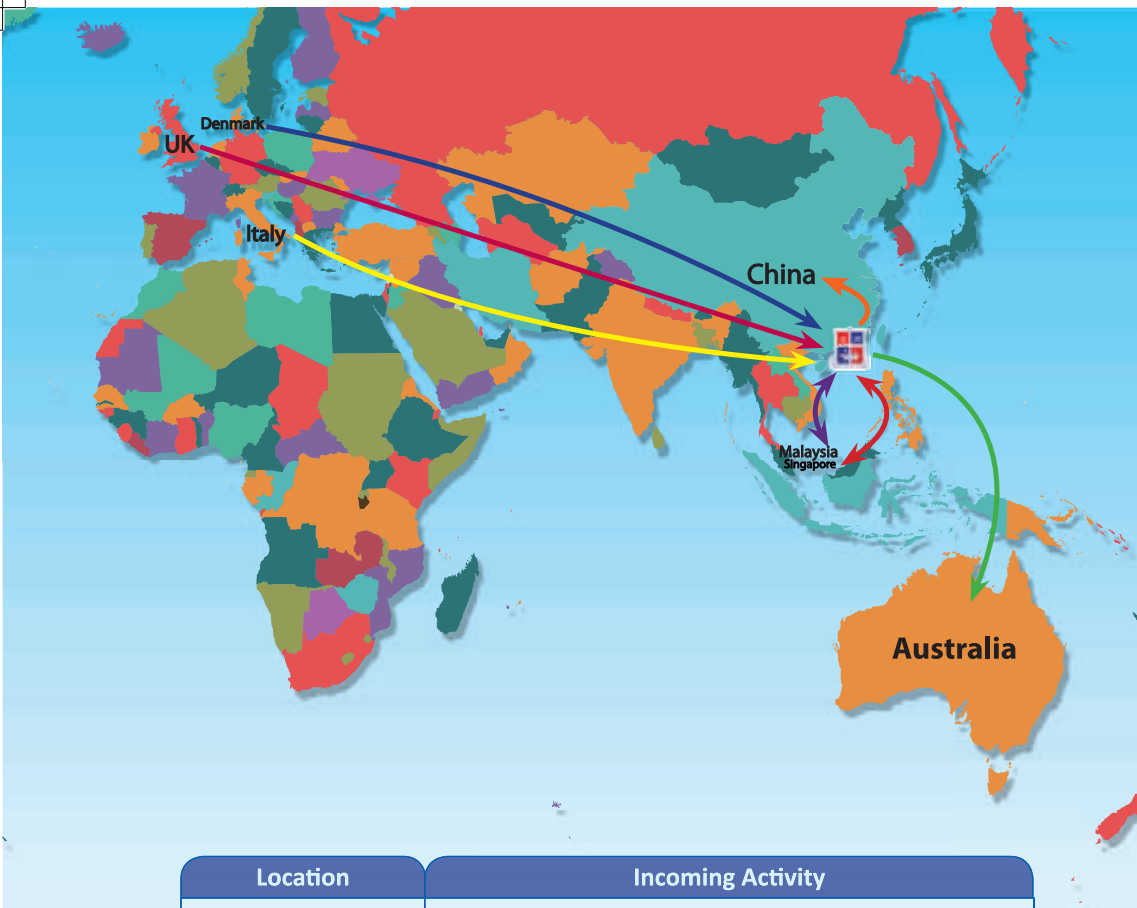 Denmark
UK
Italy
China
Malaysia
Singapore
Australia
Location
Incoming Activity